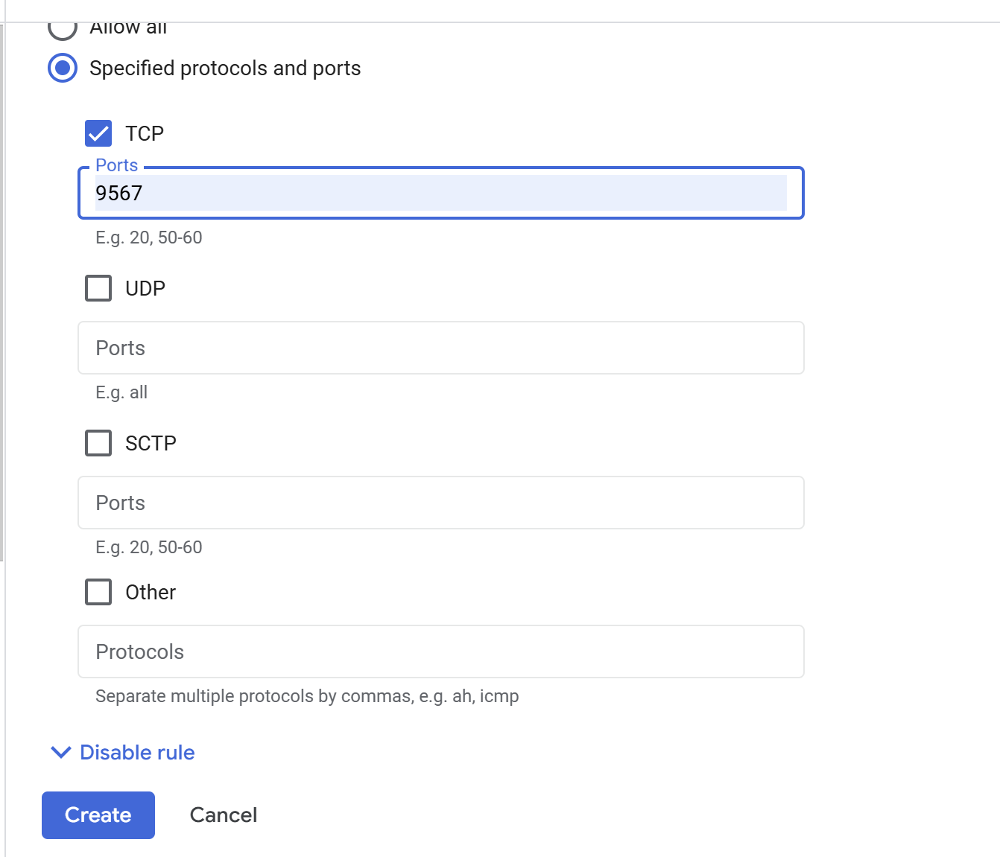 Allow all
Specified protocols and ports
TCP
Ports
9567
E.g. 20, 50-60
UDP
Ports
E.g. all
SCTP
Ports
E.g. 20, 50-60
Other
Protocols
Separate multiple protocols by commas, e.g. ah, icmp
Disable rule
Create Cancel